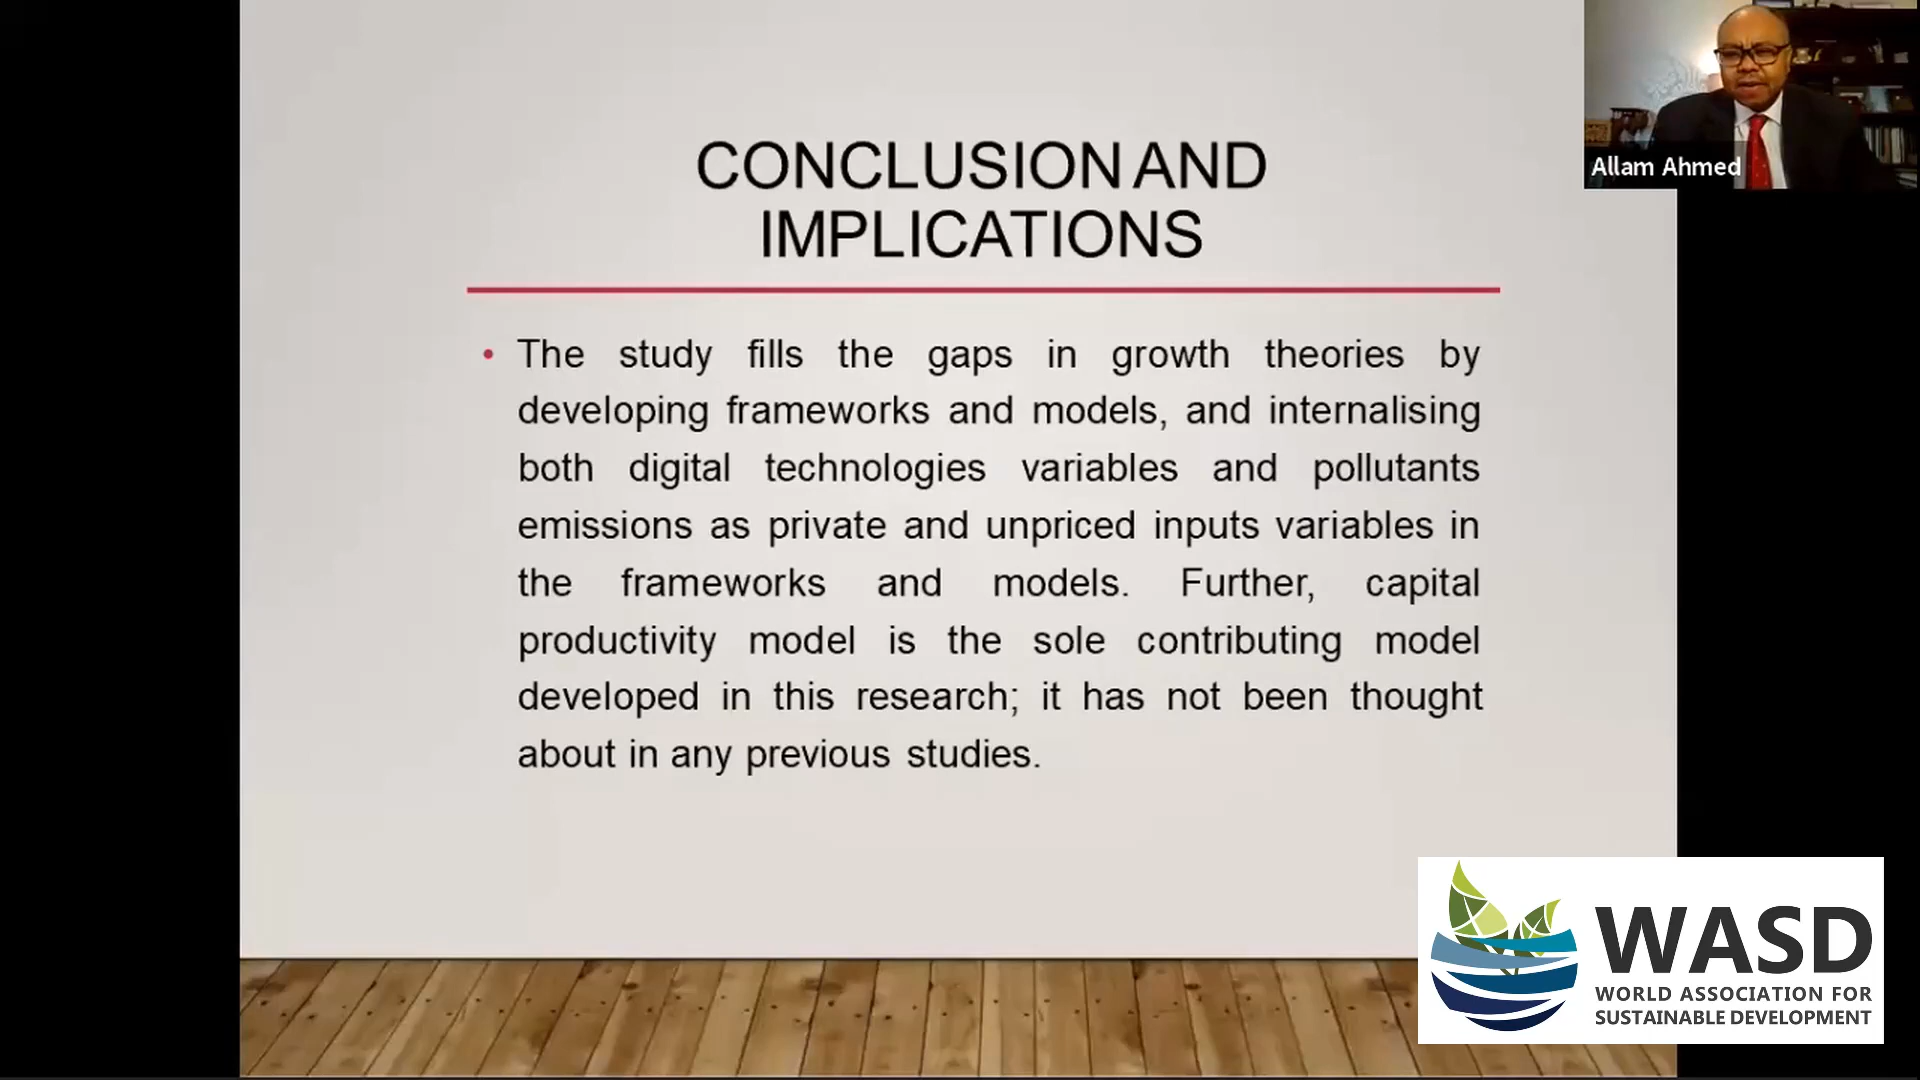 CONCLUSION AND
IMPLICATIONS
Allam Ahmed
• The study fills the gaps in growth theories by
developing frameworks and models, and internalising
both digital technologies variables and pollutants
emissions as private and unpriced inputs variables in
the frameworks and models. Further, capital
productivity model is the sole contributing model
developed in this research; it has not been thought
about in any previous studies.
WASD
WORLD ASSOCIATION FOR
SUSTAINABLE DEVELOPMENT